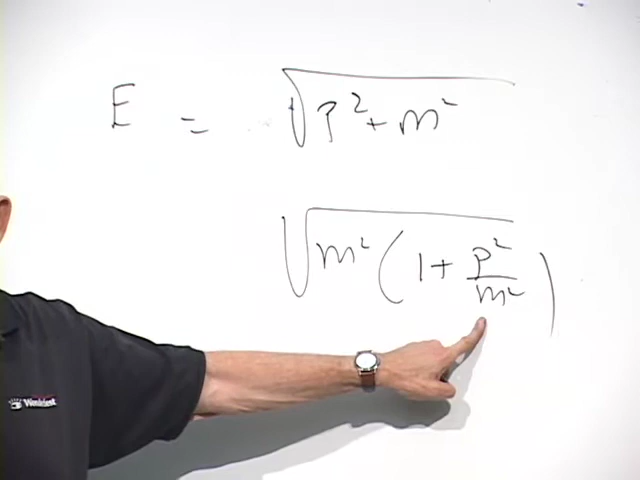 E = √(p² + m²)
√(m² (1 + p²/m²))